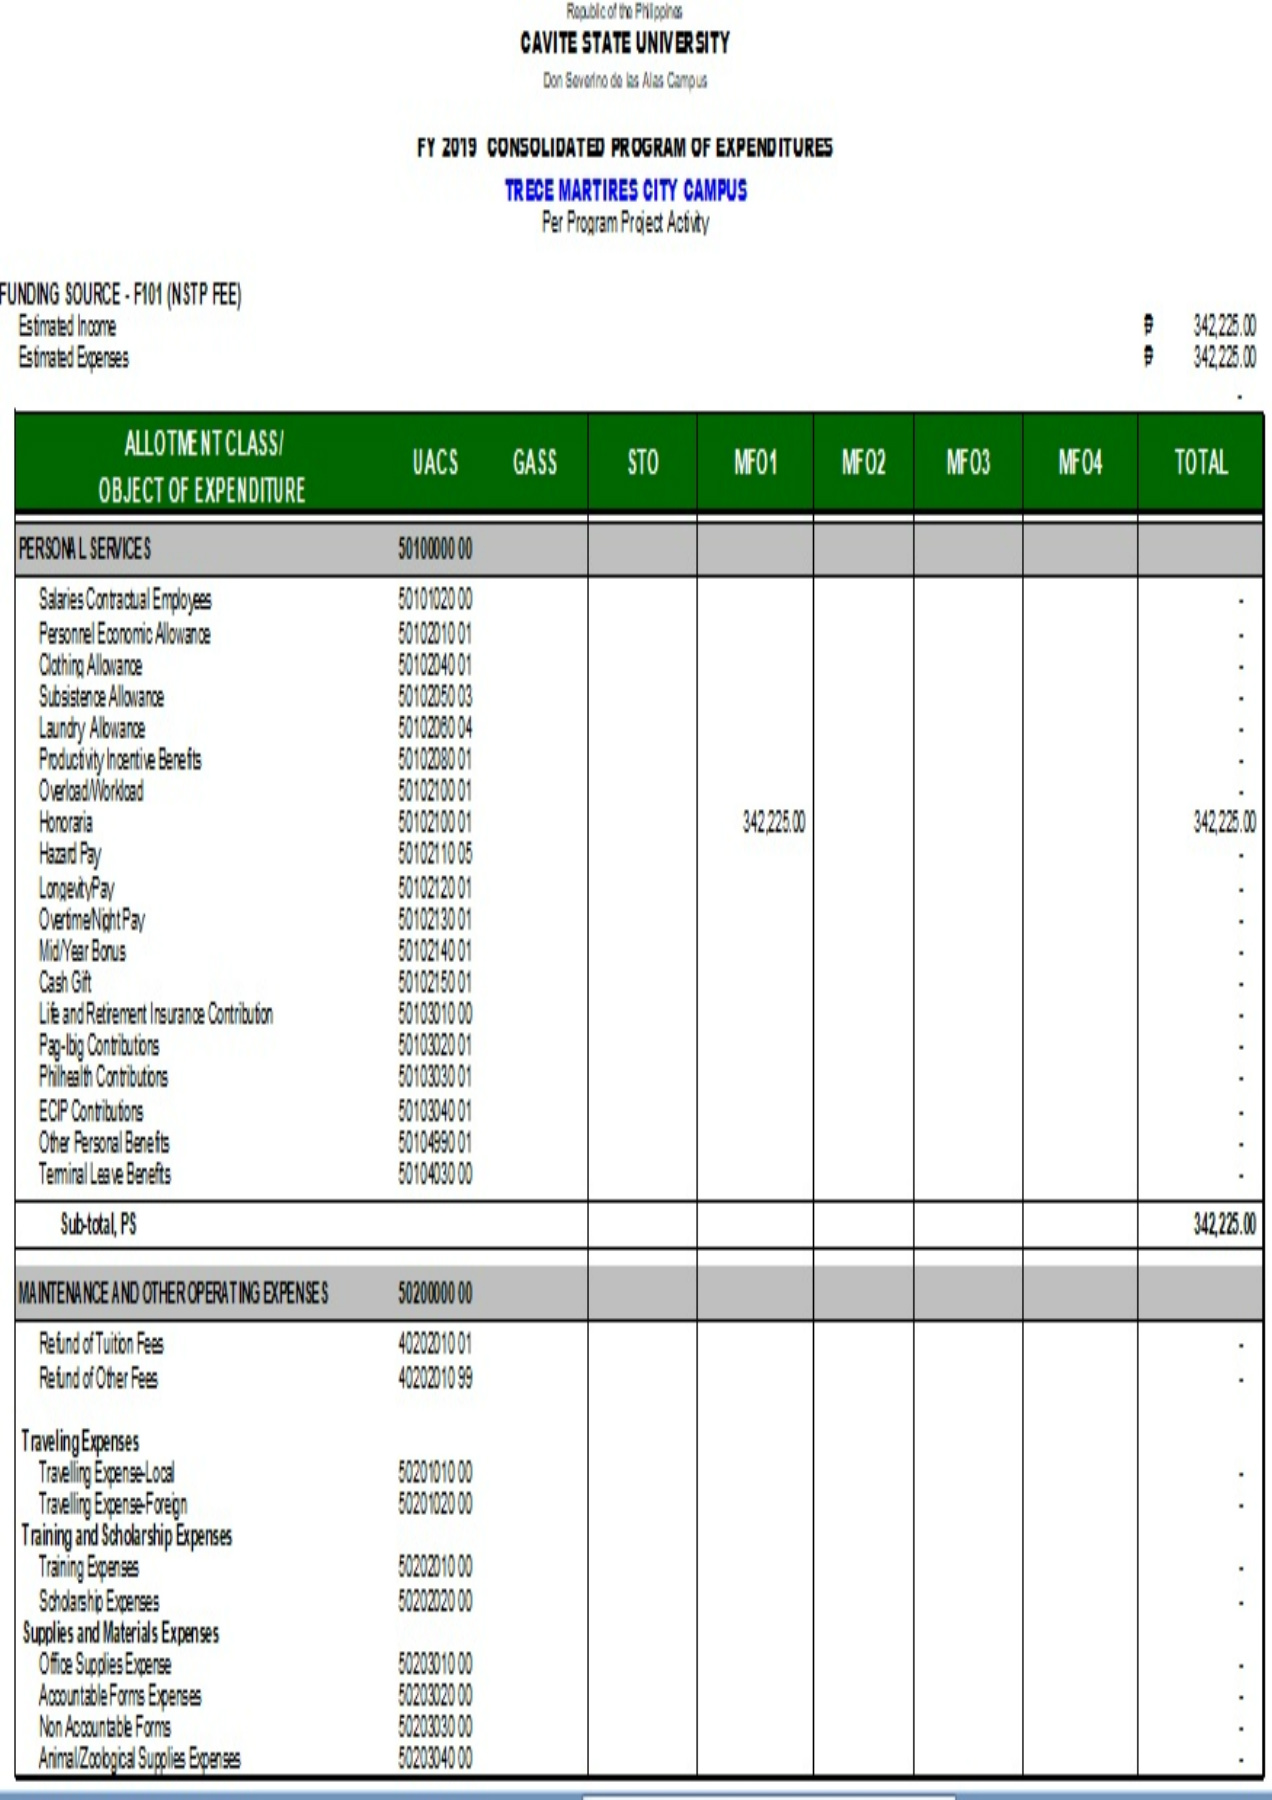 Republic of the Philippines
CAVITE STATE UNIVERSITY
Don Severino de las Alas Campus
FY 2019 CONSOLIDATED PROGRAM OF EXPENDITURES
TRECE MARTIRES CITY CAMPUS
Per Program Project Activity
FUNDING SOURCE - F101 (NSTP FEE)
Estimated Income ₱ 342,225.00
Estimated Expenses ₱ 342,225.00
-
ALLOTMENT CLASS/ OBJECT OF EXPENDITURE UACS GASS STO MFO1 MFO2 MFO3 MFO4 TOTAL
PERSONAL SERVICES 50100000 00
Salaries Contractual Employees 50101020 00 -
Personnel Economic Allowance 50102010 01 -
Clothing Allowance 50102040 01 -
Subsistence Allowance 50102050 03 -
Laundry Allowance 50102060 04 -
Productivity Incentive Benefits 50102080 01 -
Overload/Workload 50102100 01 -
Honoraria 50102100 01 342,225.00 342,225.00
Hazard Pay 50102110 05 -
Longevity Pay 50102120 01 -
Overtime/Night Pay 50102130 01 -
Mid/Year Bonus 50102140 01 -
Cash Gift 50102150 01 -
Life and Retirement Insurance Contribution 50103010 00 -
Pag-Ibig Contributions 50103020 01 -
Philhealth Contributions 50103030 01 -
ECIP Contributions 50103040 01 -
Other Personal Benefits 50104990 01 -
Terminal Leave Benefits 50104030 00 -
Sub-total, PS 342,225.00
MAINTENANCE AND OTHER OPERATING EXPENSES 50200000 00
Refund of Tuition Fees 40202010 01 -
Refund of Other Fees 40202010 99 -
Traveling Expenses
Travelling Expense-Local 50201010 00 -
Travelling Expense-Foreign 50201020 00 -
Training and Scholarship Expenses
Training Expenses 50202010 00 -
Scholarship Expenses 50202020 00 -
Supplies and Materials Expenses
Office Supplies Expense 50203010 00 -
Accountable Forms Expenses 50203020 00 -
Non Accountable Forms 50203030 00 -
Animal/Zoological Supplies Expenses 50203040 00 -